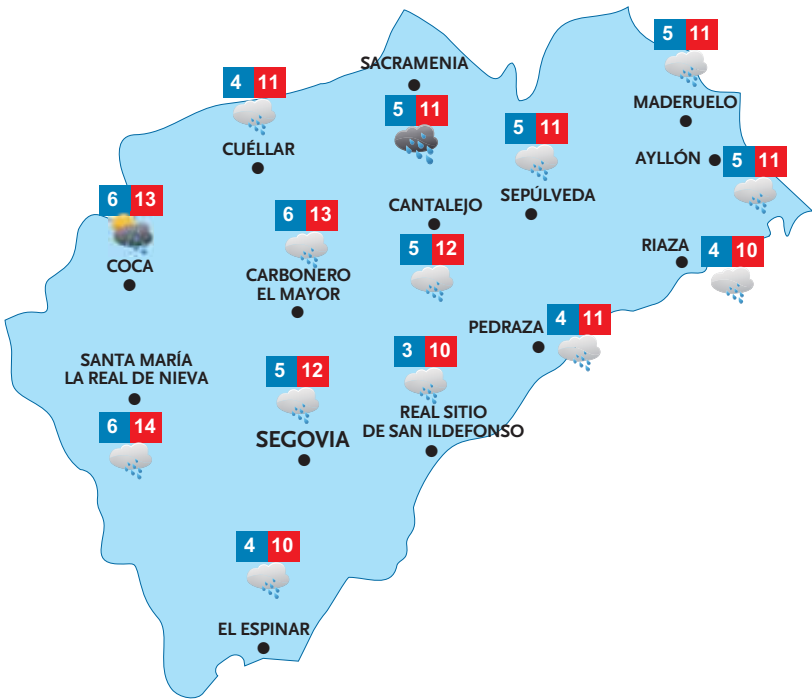 5 11
MADERUELO
SACRAMENIA
5 11
4 11
CUÉLLAR
5 11
SEPÚLVEDA
AYLLÓN
5 11
6 13
COCA
6 13
CARBONERO
EL MAYOR
CANTALEJO
5 12
RIAZA
4 10
PEDRAZA
4 11
SANTA MARÍA
LA REAL DE NIEVA
6 14
5 12
SEGOVIA
3 10
REAL SITIO
DE SAN ILDEFONSO
4 10
EL ESPINAR